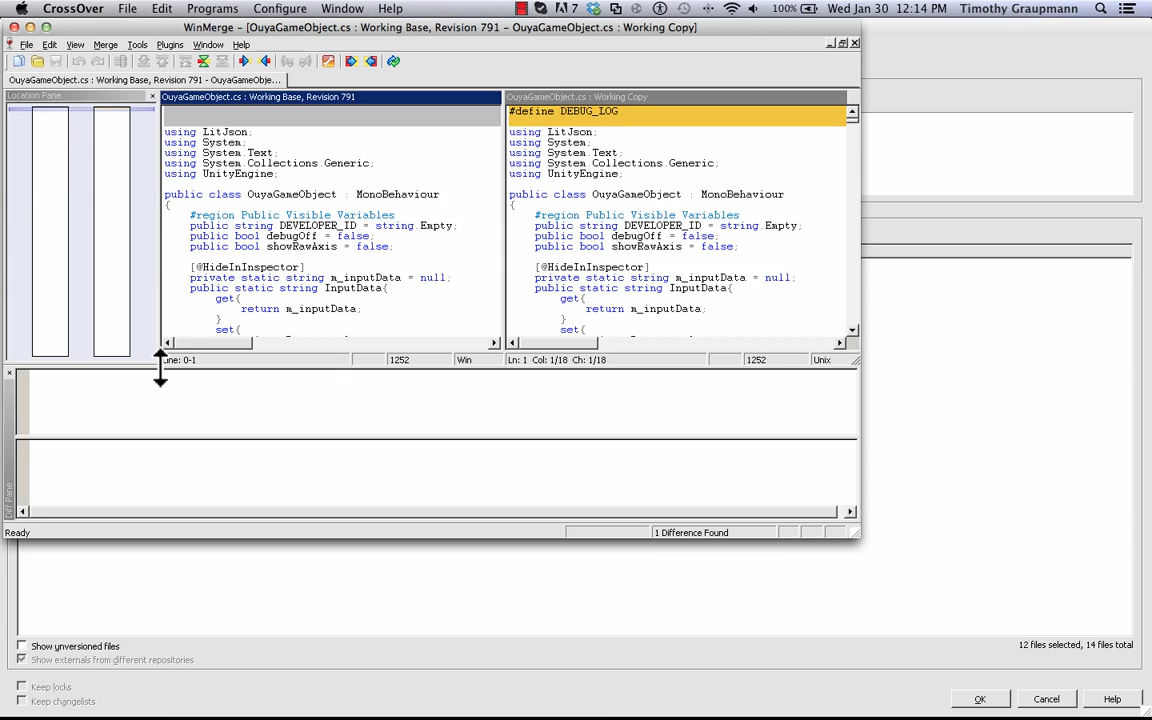 CrossOver File Edit View Programs Configure Window Help 7 100% Wed Jan 30 12:14 PM Timothy Graupmann
WinMerge - [OuyaGameObject.cs : Working Base, Revision 791 - OuyaGameObject.cs : Working Copy]
File Edit View Merge Tools Plugins Window Help
OuyaGameObject.cs : Working Base, Revision 791 - OuyaGameObje...
Location Pane
OuyaGameObject.cs : Working Base, Revision 791
OuyaGameObject.cs : Working Copy
using LitJson;
using System;
using System.Text;
using System.Collections.Generic;
using UnityEngine;
public class OuyaGameObject : MonoBehaviour
{
#region Public Visible Variables
public string DEVELOPER_ID = string.Empty;
public bool debugOff = false;
public bool showRawAxis = false;
[@HideInInspector]
private static string m_inputData = null;
public static string InputData{
get{
return m_inputData;
}
set{
#define DEBUG_LOG
using LitJson;
using System;
using System.Text;
using System.Collections.Generic;
using UnityEngine;
public class OuyaGameObject : MonoBehaviour
{
#region Public Visible Variables
public string DEVELOPER_ID = string.Empty;
public bool debugOff = false;
public bool showRawAxis = false;
[@HideInInspector]
private static string m_inputData = null;
public static string InputData{
get{
return m_inputData;
}
set{
Line: 0-1 1252 Win
Ln: 1 Col: 1/18 Ch: 1/18 1252 Unix
Diff Pane
Ready 1 Difference Found
Show unversioned files 12 files selected, 14 files total
Show externals from different repositories
Keep locks
Keep changelists
OK Cancel Help